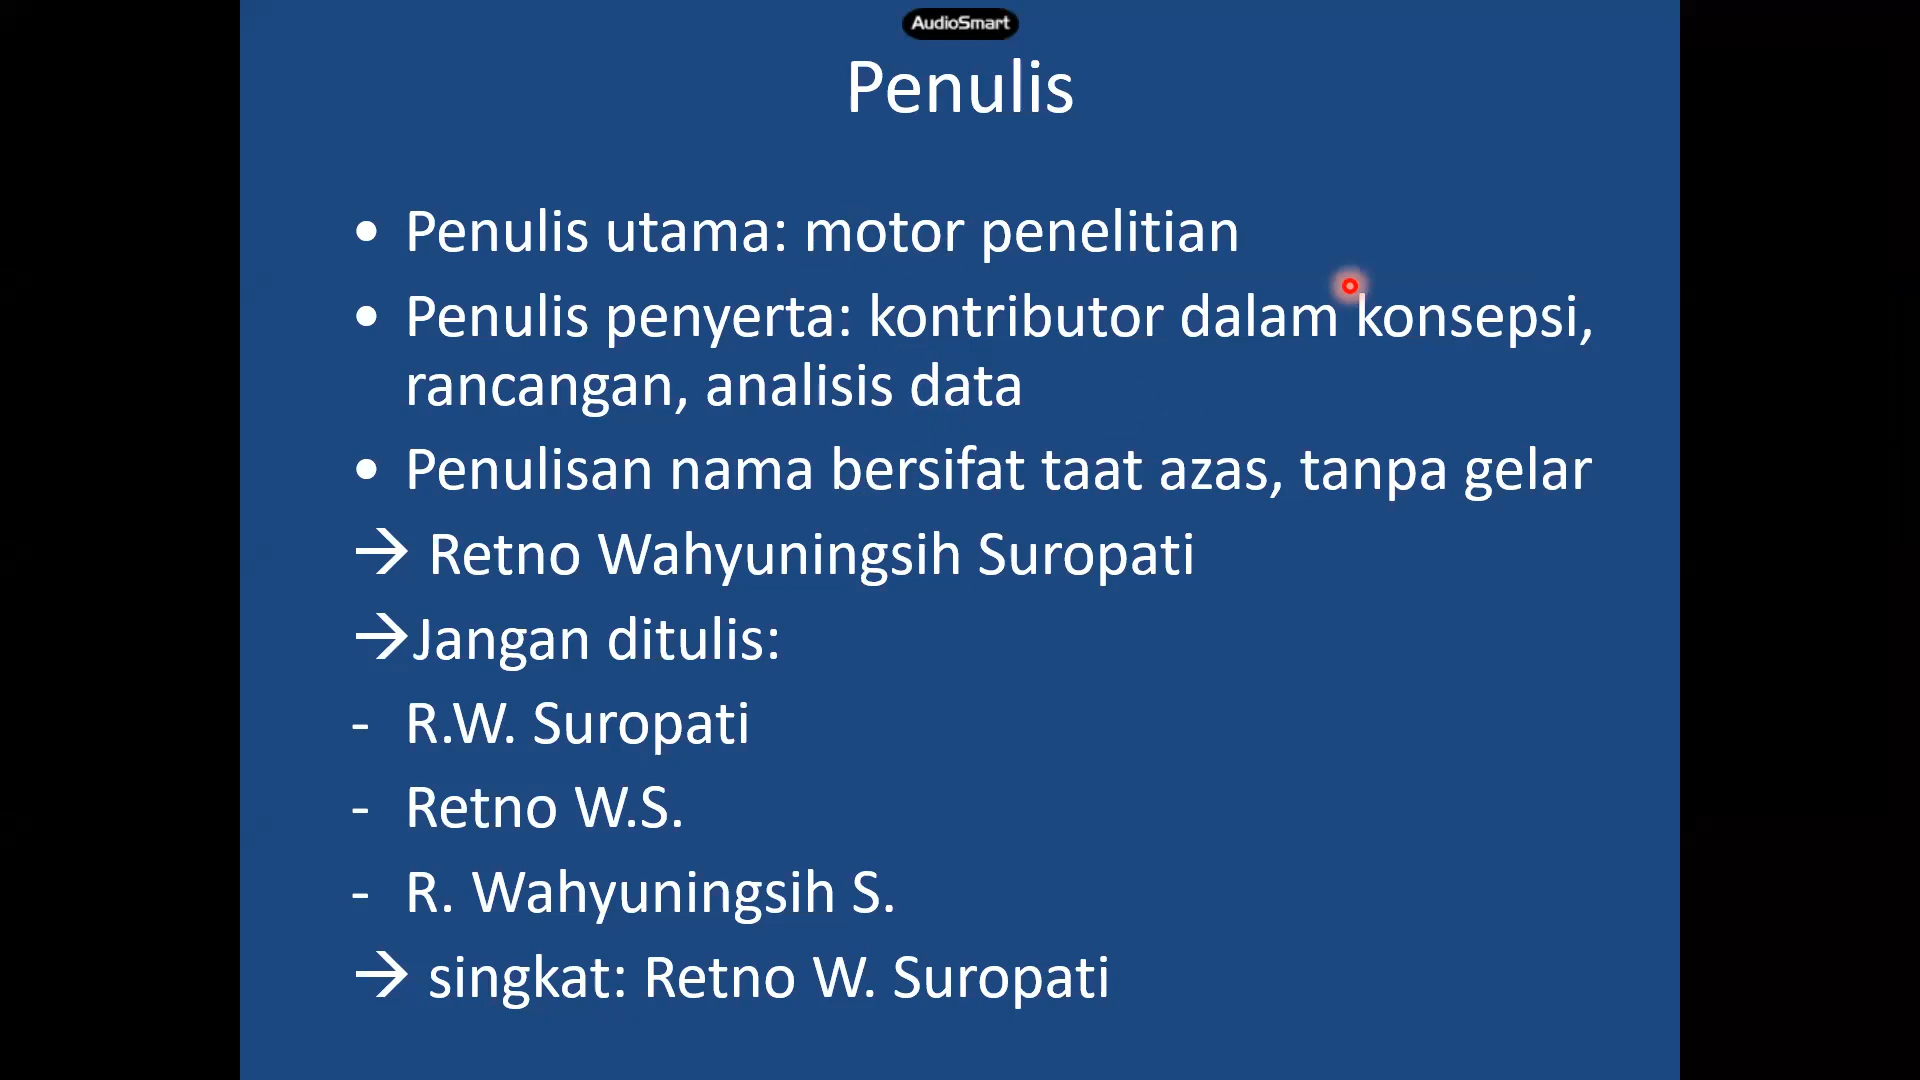 AudioSmart
Penulis
• Penulis utama: motor penelitian
• Penulis penyerta: kontributor dalam konsepsi,
rancangan, analisis data
• Penulisan nama bersifat taat azas, tanpa gelar
→ Retno Wahyuningsih Suropati
→Jangan ditulis:
- R.W. Suropati
- Retno W.S.
- R. Wahyuningsih S.
→ singkat: Retno W. Suropati